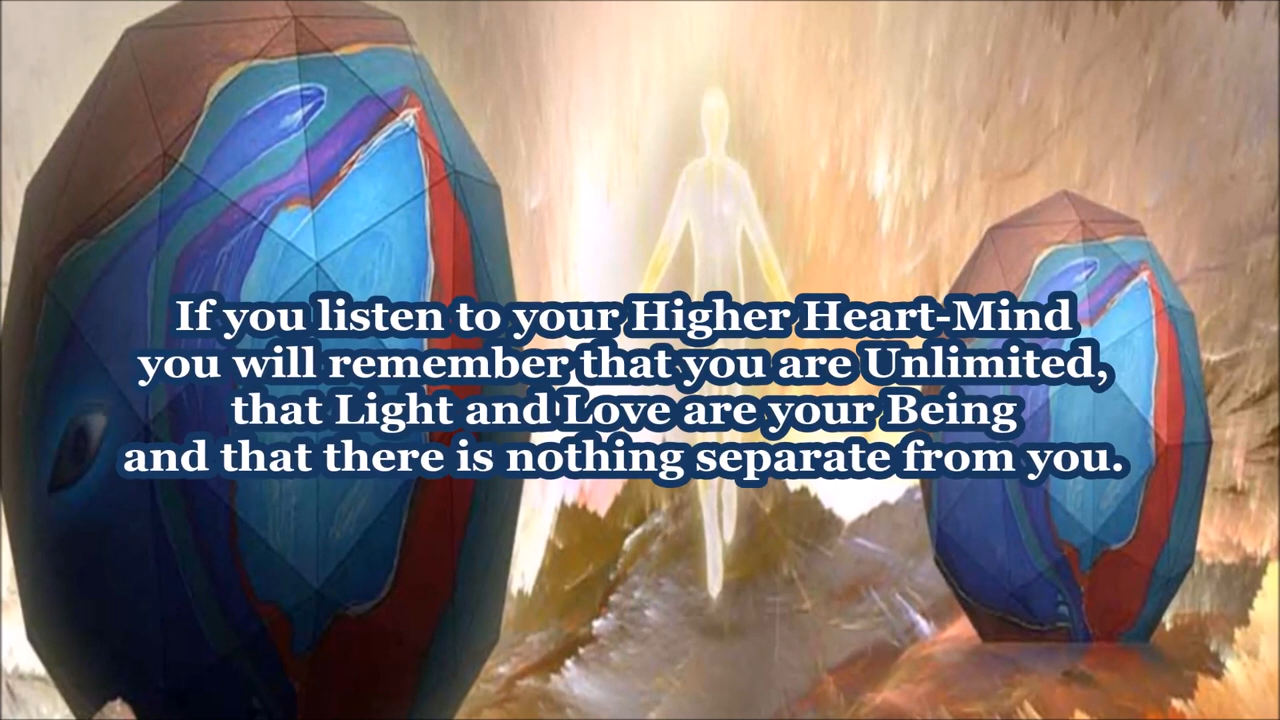 If you listen to your Higher Heart-Mind
you will remember that you are Unlimited,
that Light and Love are your Being
and that there is nothing separate from you.